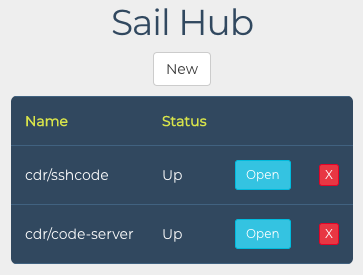 Sail Hub
New
Name Status
cdr/sshcode Up Open X
cdr/code-server Up Open X